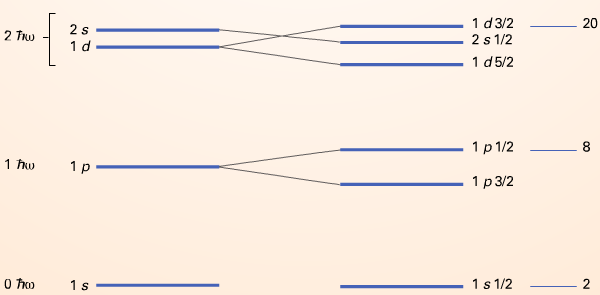 2 s 1 d 3/2 20
2 ħω 1 d 2 s 1/2
1 d 5/2
1 p 1/2 8
1 ħω 1 p
1 p 3/2
0 ħω 1 s 1 s 1/2 2